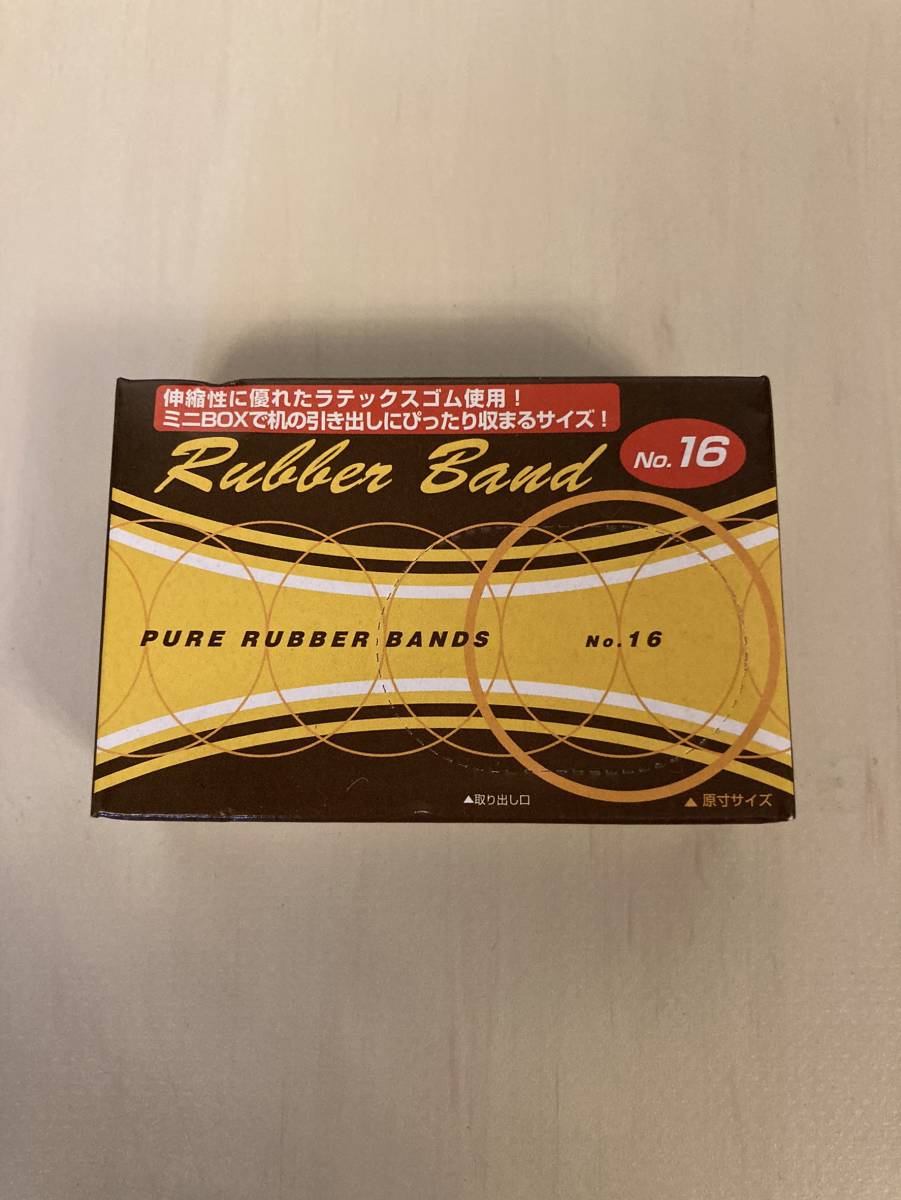 伸縮性に優れたラテックスゴム使用！
ミニBOXで机の引き出しにぴったり収まるサイズ！
Rubber Band
No. 16
PURE RUBBER BANDS No. 16
▲取り出し口
▲ 原寸サイズ